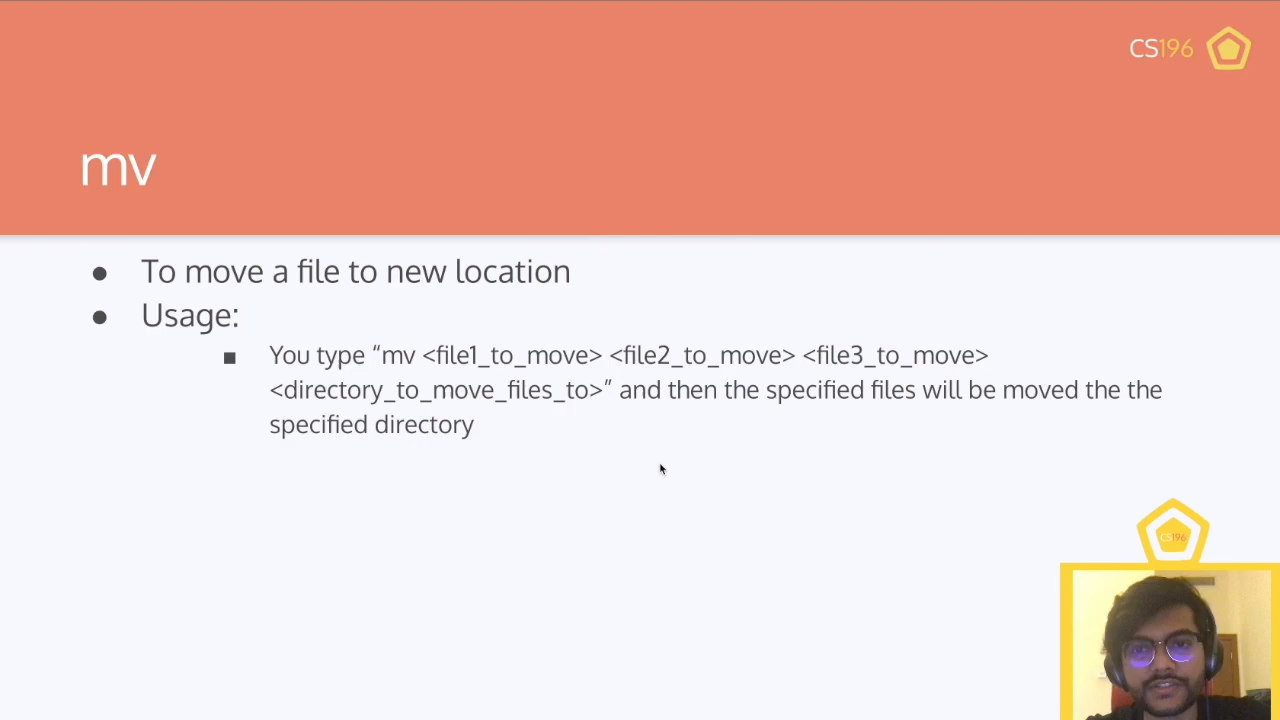 CS196
mv
● To move a file to new location
● Usage:
■ You type “mv <file1_to_move> <file2_to_move> <file3_to_move>
<directory_to_move_files_to>” and then the specified files will be moved the the
specified directory
CS196